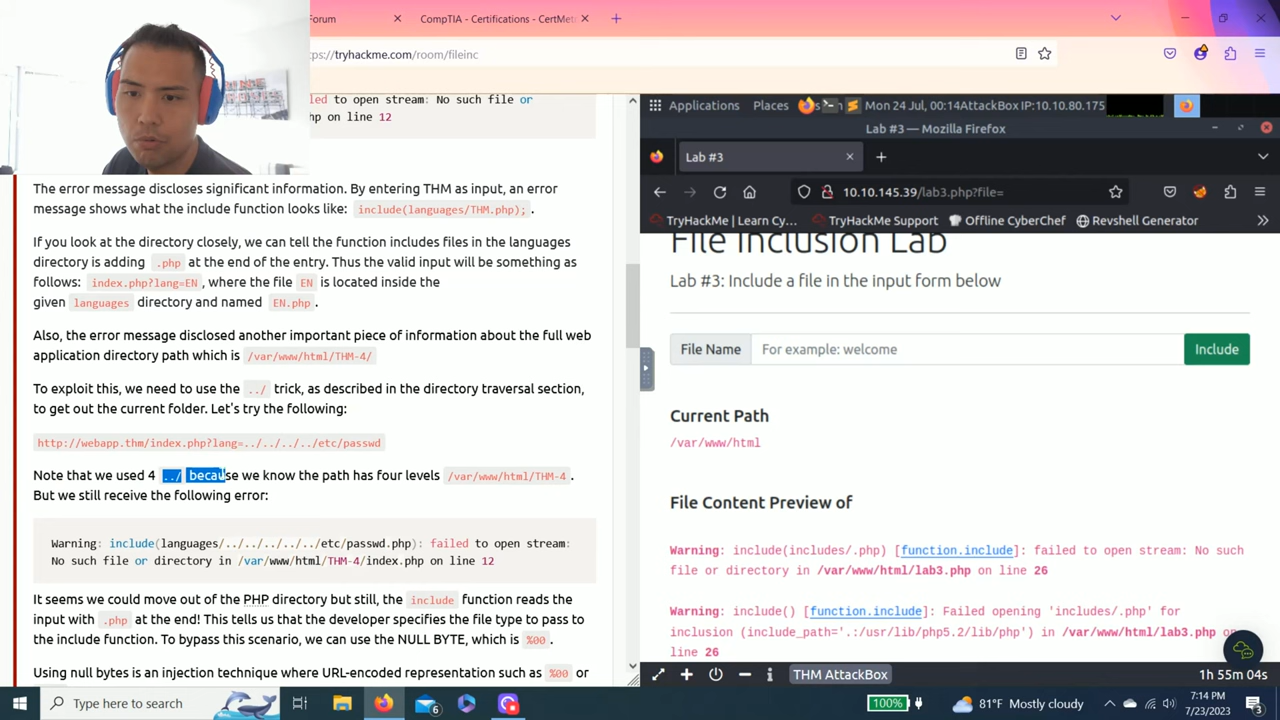 Forum
CompTIA - Certifications - CertMet
tps://tryhackme.com/room/fileinc
led to open stream: No such file or
hp on line 12
The error message discloses significant information. By entering THM as input, an error
message shows what the include function looks like: include(languages/THM.php); .
If you look at the directory closely, we can tell the function includes files in the languages
directory is adding .php at the end of the entry. Thus the valid input will be something as
follows: index.php?lang=EN, where the file EN is located inside the
given languages directory and named EN.php .
Also, the error message disclosed another important piece of information about the full web
application directory path which is /var/www/html/THM-4/
To exploit this, we need to use the ../ trick, as described in the directory traversal section,
to get out the current folder. Let's try the following:
http://webapp.thm/index.php?lang=../../../../etc/passwd
Note that we used 4 ../ because we know the path has four levels /var/www/html/THM-4 .
But we still receive the following error:
Warning: include(languages/../../../../../etc/passwd.php): failed to open stream:
No such file or directory in /var/www/html/THM-4/index.php on line 12
It seems we could move out of the PHP directory but still, the include function reads the
input with .php at the end! This tells us that the developer specifies the file type to pass to
the include function. To bypass this scenario, we can use the NULL BYTE, which is %00 .
Using null bytes is an injection technique where URL-encoded representation such as %00 or
Applications Places Mon 24 Jul, 00:14 AttackBox IP:10.10.80.175
Lab #3 — Mozilla Firefox
Lab #3
10.10.145.39/lab3.php?file=
TryHackMe | Learn Cy... TryHackMe Support Offline CyberChef Revshell Generator
File Inclusion Lab
Lab #3: Include a file in the input form below
File Name For example: welcome Include
Current Path
/var/www/html
File Content Preview of
Warning: include(includes/.php) [function.include]: failed to open stream: No such
file or directory in /var/www/html/lab3.php on line 26
Warning: include() [function.include]: Failed opening 'includes/.php' for
inclusion (include_path='.:/usr/lib/php5.2/lib/php') in /var/www/html/lab3.php on
line 26
THM AttackBox 1h 55m 04s
Type here to search
6
100%
81°F Mostly cloudy
7:14 PM
7/23/2023
3